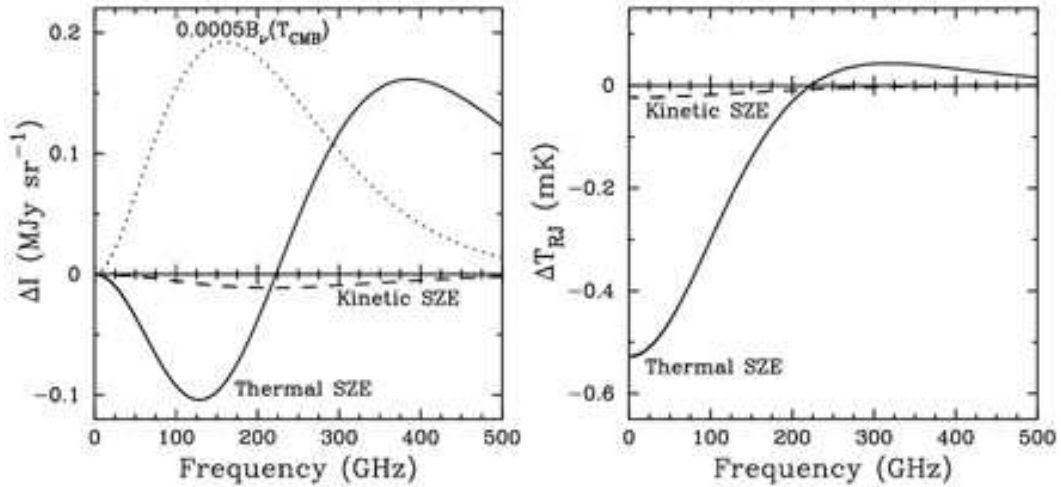 0.2
0.1
0
−0.1
ΔI (MJy sr⁻¹)
0.0005Bν(T_CMB)
Kinetic SZE
Thermal SZE
0 100 200 300 400 500
Frequency (GHz)
0
−0.2
−0.4
−0.6
ΔT_RJ (mK)
Kinetic SZE
Thermal SZE
0 100 200 300 400 500
Frequency (GHz)